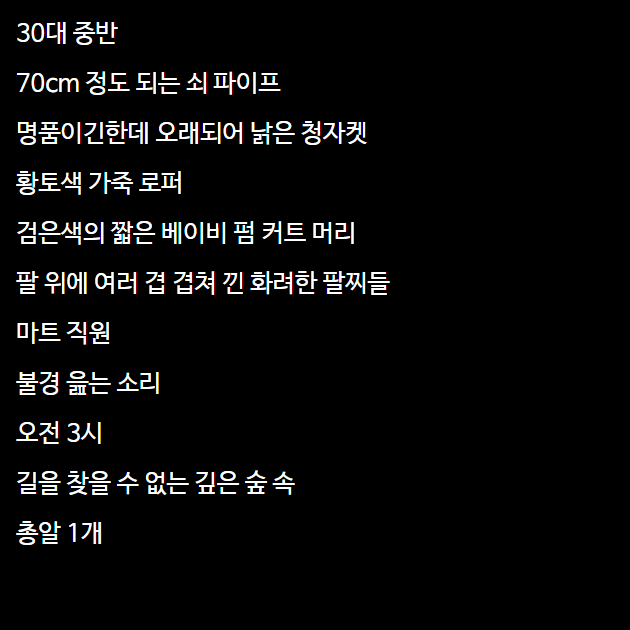 30대 중반
70cm 정도 되는 쇠 파이프
명품이긴한데 오래되어 낡은 청자켓
황토색 가죽 로퍼
검은색의 짧은 베이비 펌 커트 머리
팔 위에 여러 겹 겹쳐 낀 화려한 팔찌들
마트 직원
불경 읊는 소리
오전 3시
길을 찾을 수 없는 깊은 숲 속
총알 1개